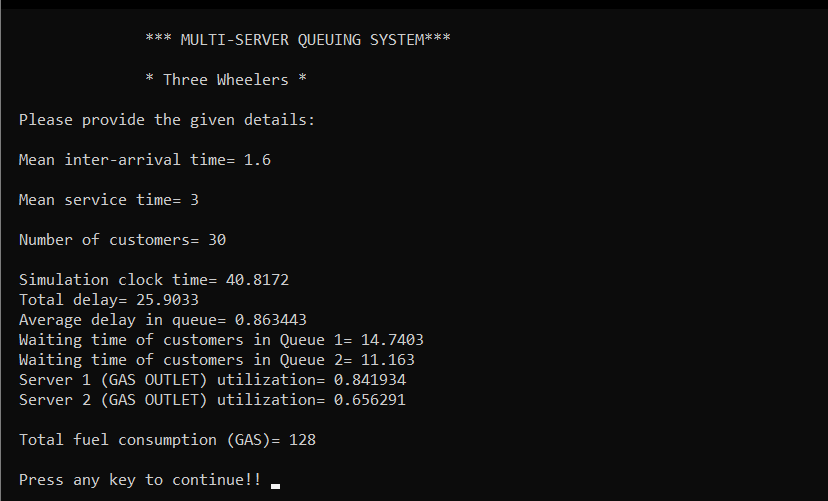 *** MULTI-SERVER QUEUING SYSTEM***
* Three Wheelers *
Please provide the given details:
Mean inter-arrival time= 1.6
Mean service time= 3
Number of customers= 30
Simulation clock time= 40.8172
Total delay= 25.9033
Average delay in queue= 0.863443
Waiting time of customers in Queue 1= 14.7403
Waiting time of customers in Queue 2= 11.163
Server 1 (GAS OUTLET) utilization= 0.841934
Server 2 (GAS OUTLET) utilization= 0.656291
Total fuel consumption (GAS)= 128
Press any key to continue!!